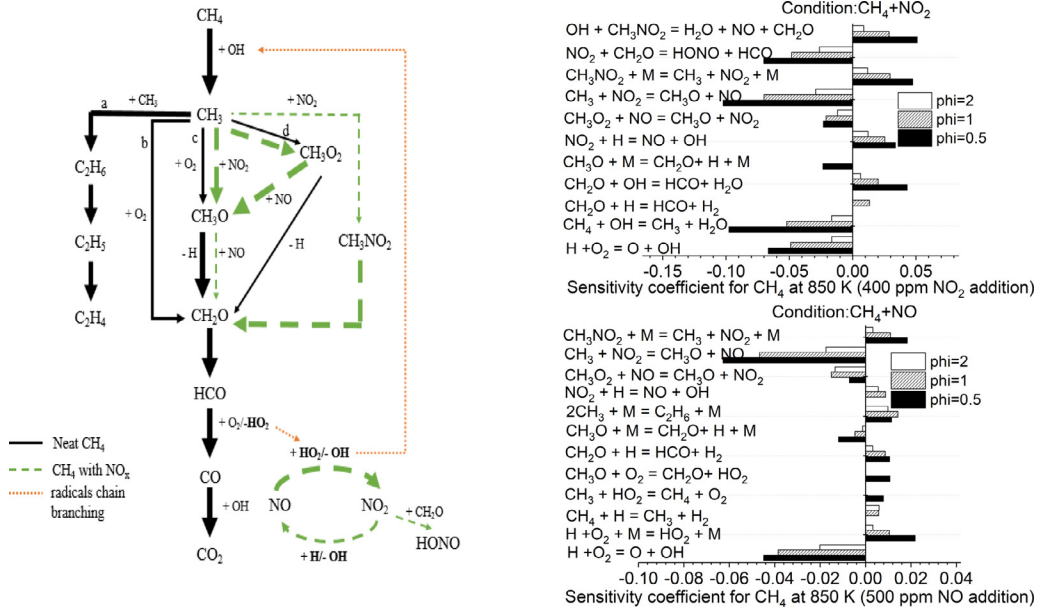 CH₄
+ OH
a
+ CH₃
CH₃
+ NO₂
b
c
d
C₂H₆
+ O₂
+ NO₂
CH₃O₂
+ O₂
+ NO
CH₃O
C₂H₅
- H
+ NO
- H
CH₃NO₂
C₂H₄
CH₂O
HCO
+ O₂/-HO₂
Neat CH₄
CH₄ with NOₓ
radicals chain
branching
+ HO₂/- OH
CO
NO
NO₂
+ CH₂O
HONO
+ OH
+ H/- OH
CO₂
Condition:CH₄+NO₂
OH + CH₃NO₂ = H₂O + NO + CH₂O
NO₂ + CH₂O = HONO + HCO
CH₃NO₂ + M = CH₃ + NO₂ + M
CH₃ + NO₂ = CH₃O + NO
CH₃O₂ + NO = CH₃O + NO₂
NO₂ + H = NO + OH
CH₃O + M = CH₂O+ H + M
CH₂O + OH = HCO+ H₂O
CH₂O + H = HCO+ H₂
CH₄ + OH = CH₃ + H₂O
H +O₂ = O + OH
phi=2
phi=1
phi=0.5
-0.15 -0.10 -0.05 0.00 0.05
Sensitivity coefficient for CH₄ at 850 K (400 ppm NO₂ addition)
Condition:CH₄+NO
CH₃NO₂ + M = CH₃ + NO₂ + M
CH₃ + NO₂ = CH₃O + NO
CH₃O₂ + NO = CH₃O + NO₂
NO₂ + H = NO + OH
2CH₃ + M = C₂H₆ + M
CH₃O + M = CH₂O+ H + M
CH₂O + H = HCO+ H₂
CH₃O + O₂ = CH₂O+ HO₂
CH₃ + HO₂ = CH₄ + O₂
CH₄ + H = CH₃ + H₂
H +O₂ + M = HO₂ + M
H +O₂ = O + OH
phi=2
phi=1
phi=0.5
-0.10 -0.08 -0.06 -0.04 -0.02 0.00 0.02 0.04
Sensitivity coefficient for CH₄ at 850 K (500 ppm NO addition)